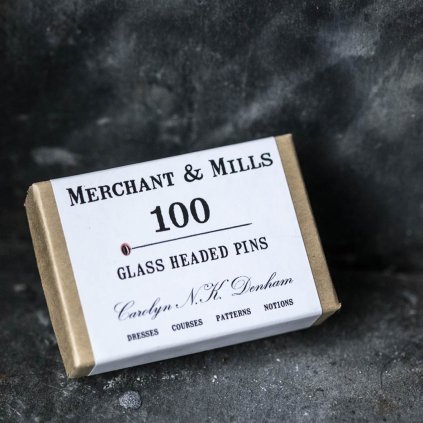 MERCHANT & MILLS
100
GLASS HEADED PINS
Carolyn N.K. Denham
DRESSES COURSES PATTERNS NOTIONS